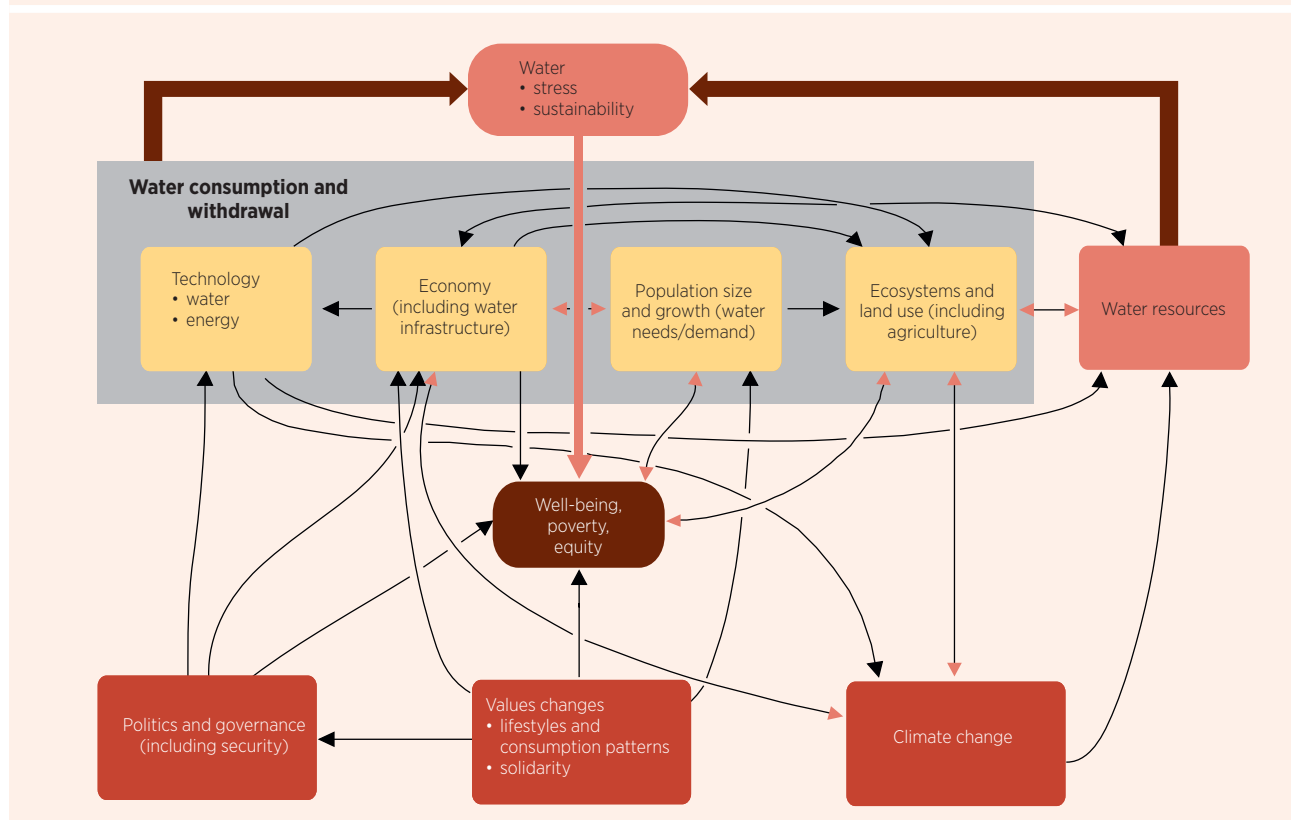 Water
• stress
• sustainability
Water consumption and
withdrawal
Technology
• water
• energy
Economy
(including water
infrastructure)
Population size
and growth (water
needs/demand)
Ecosystems and
land use (including
agriculture)
Water resources
Well-being,
poverty,
equity
Politics and governance
(including security)
Values changes
• lifestyles and
consumption patterns
• solidarity
Climate change